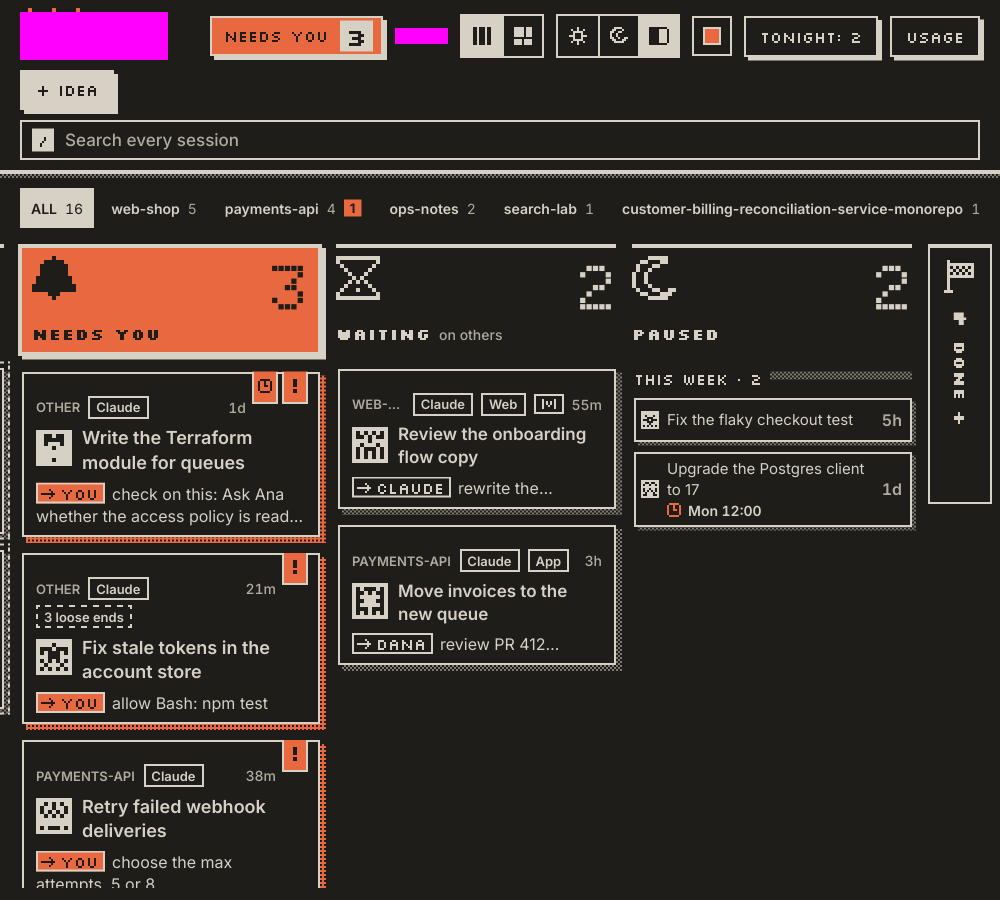 NEEDS YOU 3
TONIGHT: 2
USAGE
+ IDEA
/ Search every session
ALL 16
web-shop 5
payments-api 4 1
ops-notes 2
search-lab 1
customer-billing-reconciliation-service-monorepo 1
3
NEEDS YOU
OTHER Claude 1d !
Write the Terraform
module for queues
→ YOU check on this: Ask Ana
whether the access policy is read…
OTHER Claude 21m !
3 loose ends
Fix stale tokens in the
account store
→ YOU allow Bash: npm test
PAYMENTS-API Claude 38m !
Retry failed webhook
deliveries
→ YOU choose the max
attempts, 5 or 8
2
WAITING on others
WEB-… Claude Web 55m
Review the onboarding
flow copy
→ CLAUDE rewrite the…
PAYMENTS-API Claude App 3h
Move invoices to the
new queue
→ DANA review PR 412…
2
PAUSED
THIS WEEK · 2
Fix the flaky checkout test 5h
Upgrade the Postgres client
to 17 1d
Mon 12:00
4 DONE +